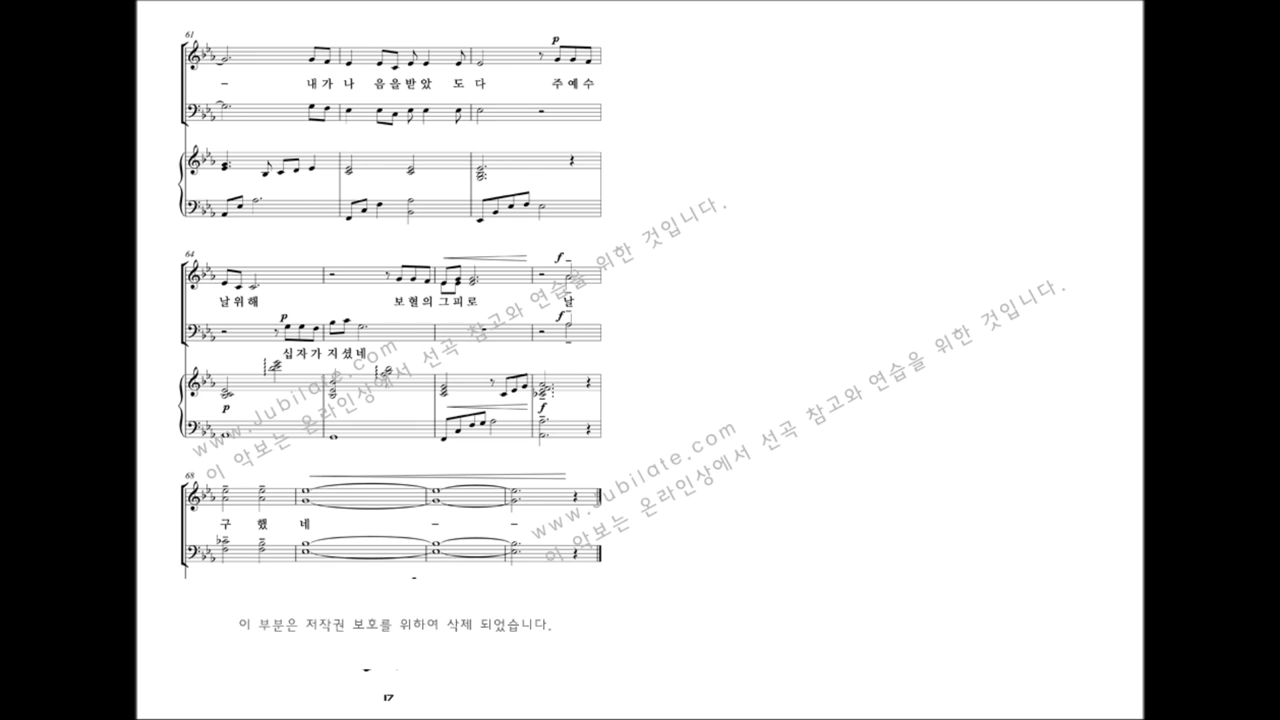 61
p
– 내 가 나 음 을 받 았 도 다 주 예 수
64
f
날 위 해 보 혈 의 그 피 로 날
p f
십 자 가 지 셨 네
p f
www.Jubilate.com
이 악보는 온라인상에서 선곡 참고와 연습을 위한 것입니다.
68
구 했 네 – –
www.Jubilate.com
이 악보는 온라인상에서 선곡 참고와 연습을 위한 것입니다.
이 부분은 저작권 보호를 위하여 삭제 되었습니다.
17